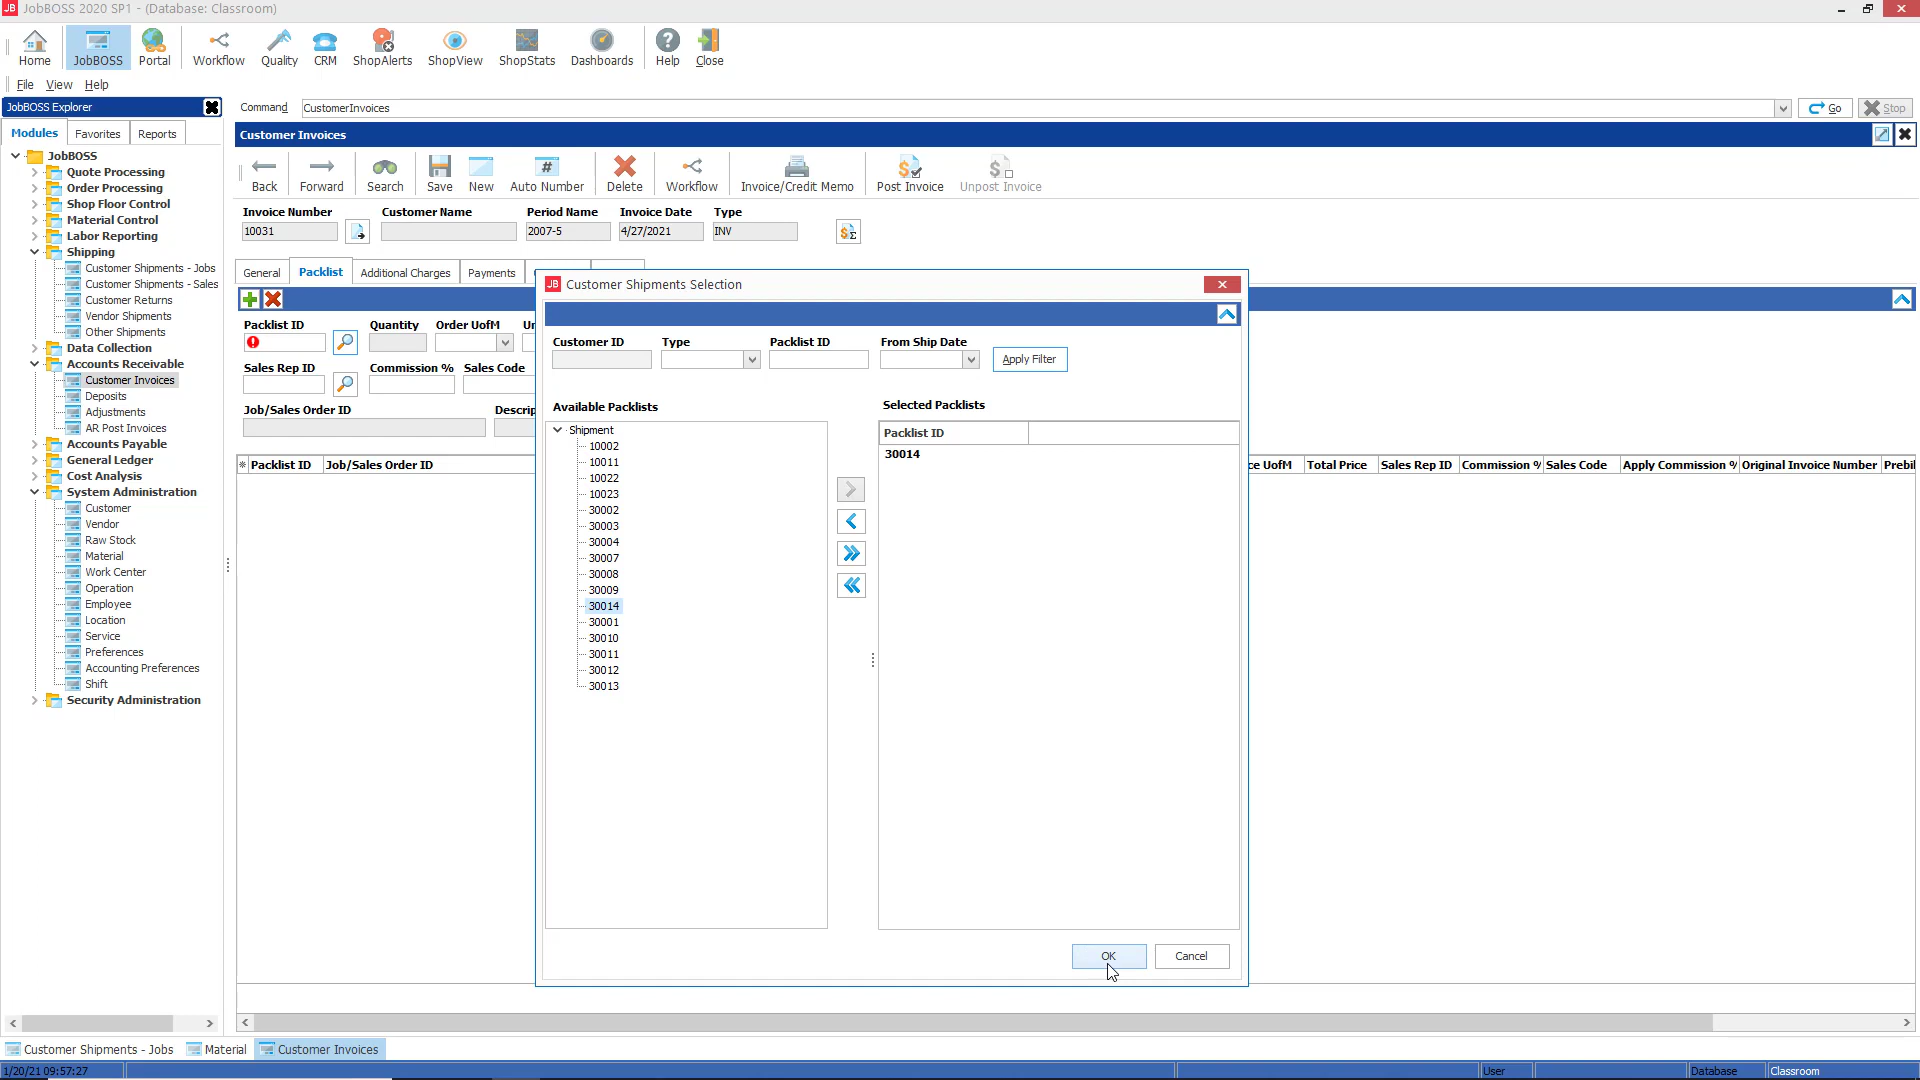 JB JobBOSS 2020 SP1 - (Database: Classroom)
Home JobBOSS Portal Workflow Quality CRM ShopAlerts ShopView ShopStats Dashboards Help Close
File View Help
JobBOSS Explorer
Command CustomerInvoices Go Stop
Modules Favorites Reports
Customer Invoices
JobBOSS
Quote Processing
Order Processing
Shop Floor Control
Material Control
Labor Reporting
Shipping
Customer Shipments - Jobs
Customer Shipments - Sales
Customer Returns
Vendor Shipments
Other Shipments
Data Collection
Accounts Receivable
Customer Invoices
Deposits
Adjustments
AR Post Invoices
Accounts Payable
General Ledger
Cost Analysis
System Administration
Customer
Vendor
Raw Stock
Material
Work Center
Operation
Employee
Location
Service
Preferences
Accounting Preferences
Shift
Security Administration
Back Forward Search Save New # Auto Number Delete Workflow Invoice/Credit Memo Post Invoice Unpost Invoice
Invoice Number Customer Name Period Name Invoice Date Type
10031 2007-5 4/27/2021 INV
General Packlist Additional Charges Payments
Packlist ID Quantity Order UofM
Sales Rep ID Commission % Sales Code
Job/Sales Order ID Descrip
Packlist ID Job/Sales Order ID ce UofM Total Price Sales Rep ID Commission % Sales Code Apply Commission % Original Invoice Number Prebil
JB Customer Shipments Selection
Customer ID Type Packlist ID From Ship Date
Apply Filter
Available Packlists
Shipment
10002
10011
10022
10023
30002
30003
30004
30007
30008
30009
30014
30001
30010
30011
30012
30013
Selected Packlists
Packlist ID
30014
OK Cancel
Customer Shipments - Jobs Material Customer Invoices
1/20/21 09:57:27 User Database Classroom